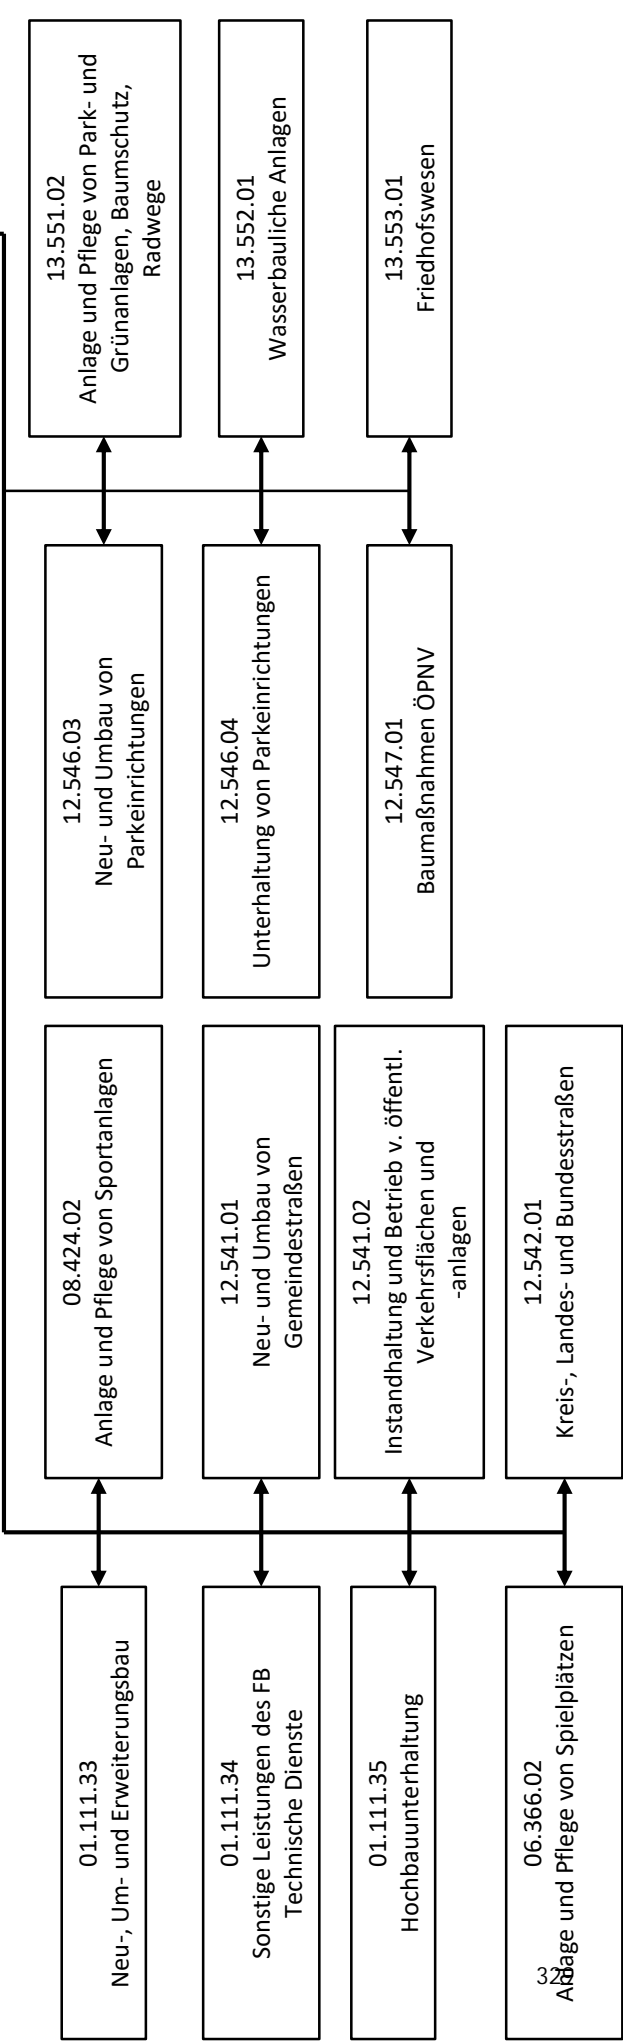 01.111.33
Neu-, Um- und Erweiterungsbau
01.111.34
Sonstige Leistungen des FB
Technische Dienste
01.111.35
Hochbauunterhaltung
06.366.02
Anlage und Pflege von Spielplätzen
08.424.02
Anlage und Pflege von Sportanlagen
12.541.01
Neu- und Umbau von
Gemeindestraßen
12.541.02
Instandhaltung und Betrieb v. öffentl.
Verkehrsflächen und
-anlagen
12.542.01
Kreis-, Landes- und Bundesstraßen
12.546.03
Neu- und Umbau von
Parkeinrichtungen
12.546.04
Unterhaltung von Parkeinrichtungen
12.547.01
Baumaßnahmen ÖPNV
13.551.02
Anlage und Pflege von Park- und
Grünanlagen, Baumschutz,
Radwege
13.552.01
Wasserbauliche Anlagen
13.553.01
Friedhofswesen